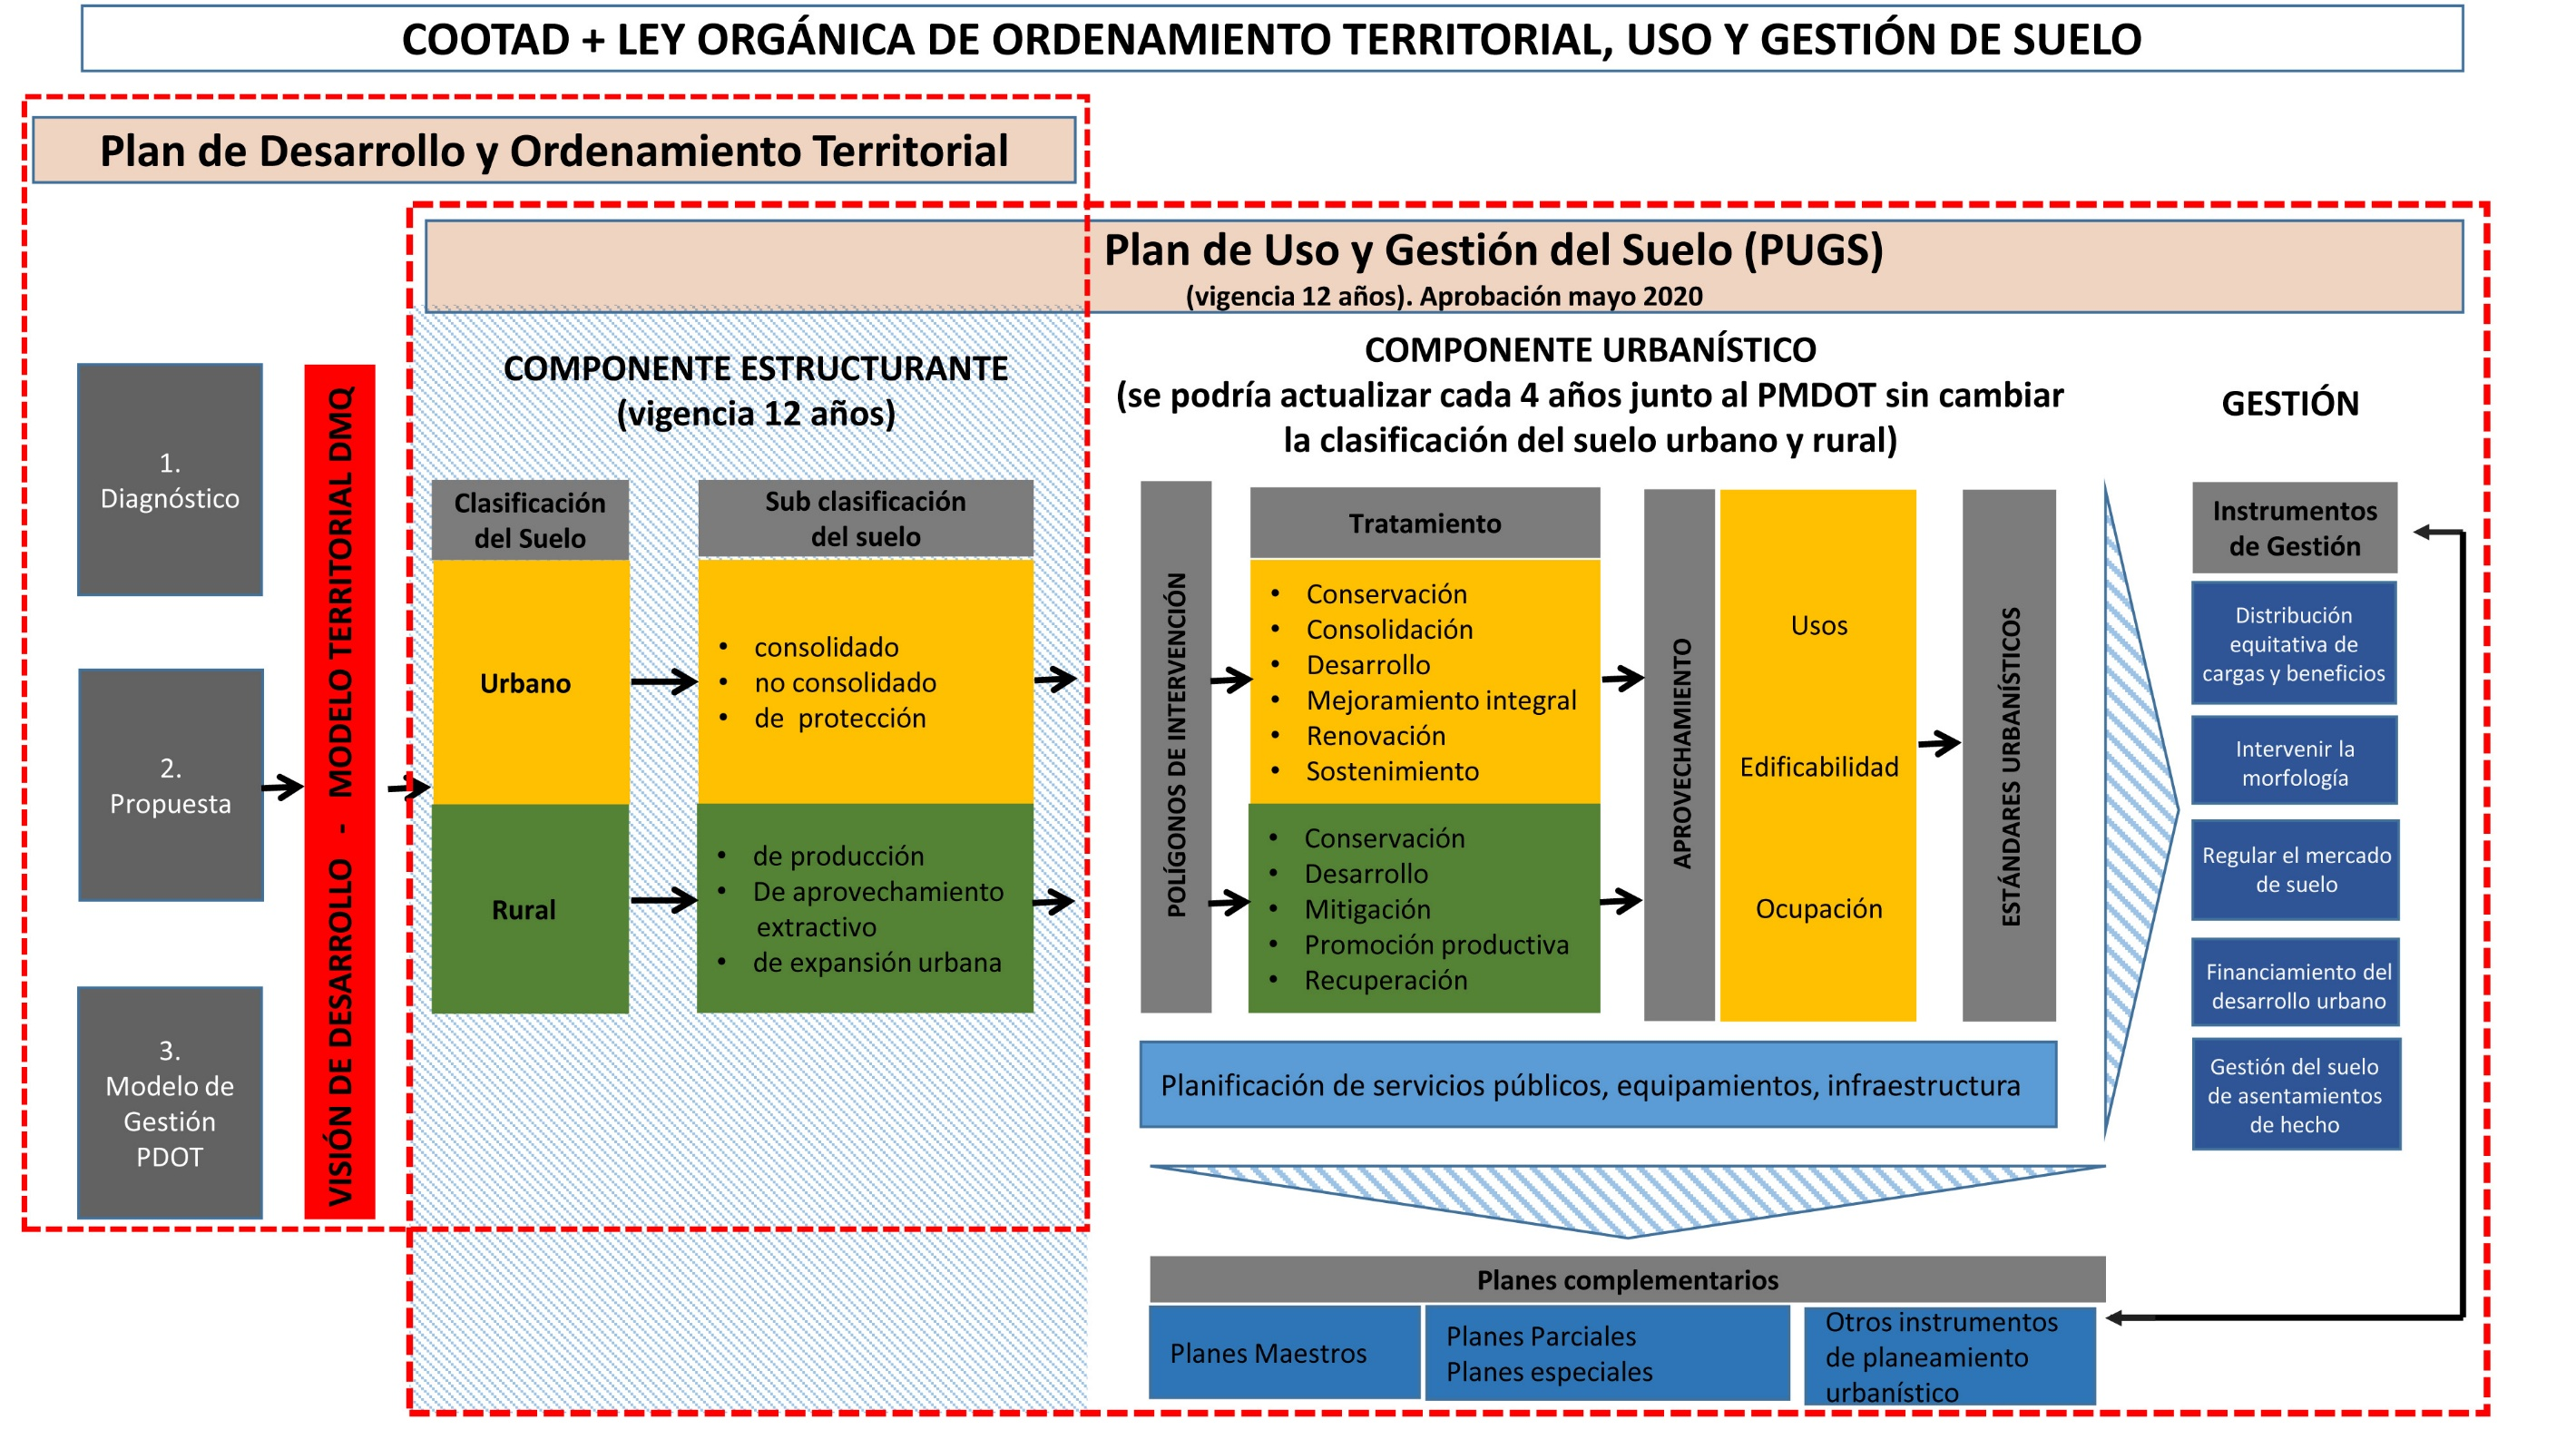 COOTAD + LEY ORGÁNICA DE ORDENAMIENTO TERRITORIAL, USO Y GESTIÓN DE SUELO
Plan de Desarrollo y Ordenamiento Territorial
Plan de Uso y Gestión del Suelo (PUGS)
(vigencia 12 años). Aprobación mayo 2020
1.
Diagnóstico
2.
Propuesta
3.
Modelo de
Gestión
PDOT
VISIÓN DE DESARROLLO - MODELO TERRITORIAL DMQ
COMPONENTE ESTRUCTURANTE
(vigencia 12 años)
Clasificación
del Suelo
Urbano
Rural
Sub clasificación
del suelo
• consolidado
• no consolidado
• de protección
• de producción
• De aprovechamiento
extractivo
• de expansión urbana
COMPONENTE URBANÍSTICO
(se podría actualizar cada 4 años junto al PMDOT sin cambiar
la clasificación del suelo urbano y rural)
POLÍGONOS DE INTERVENCIÓN
Tratamiento
• Conservación
• Consolidación
• Desarrollo
• Mejoramiento integral
• Renovación
• Sostenimiento
• Conservación
• Desarrollo
• Mitigación
• Promoción productiva
• Recuperación
APROVECHAMIENTO
Usos
Edificabilidad
Ocupación
ESTÁNDARES URBANÍSTICOS
Planificación de servicios públicos, equipamientos, infraestructura
GESTIÓN
Instrumentos
de Gestión
Distribución
equitativa de
cargas y beneficios
Intervenir la
morfología
Regular el mercado
de suelo
Financiamiento del
desarrollo urbano
Gestión del suelo
de asentamientos
de hecho
Planes complementarios
Planes Maestros
Planes Parciales
Planes especiales
Otros instrumentos
de planeamiento
urbanístico